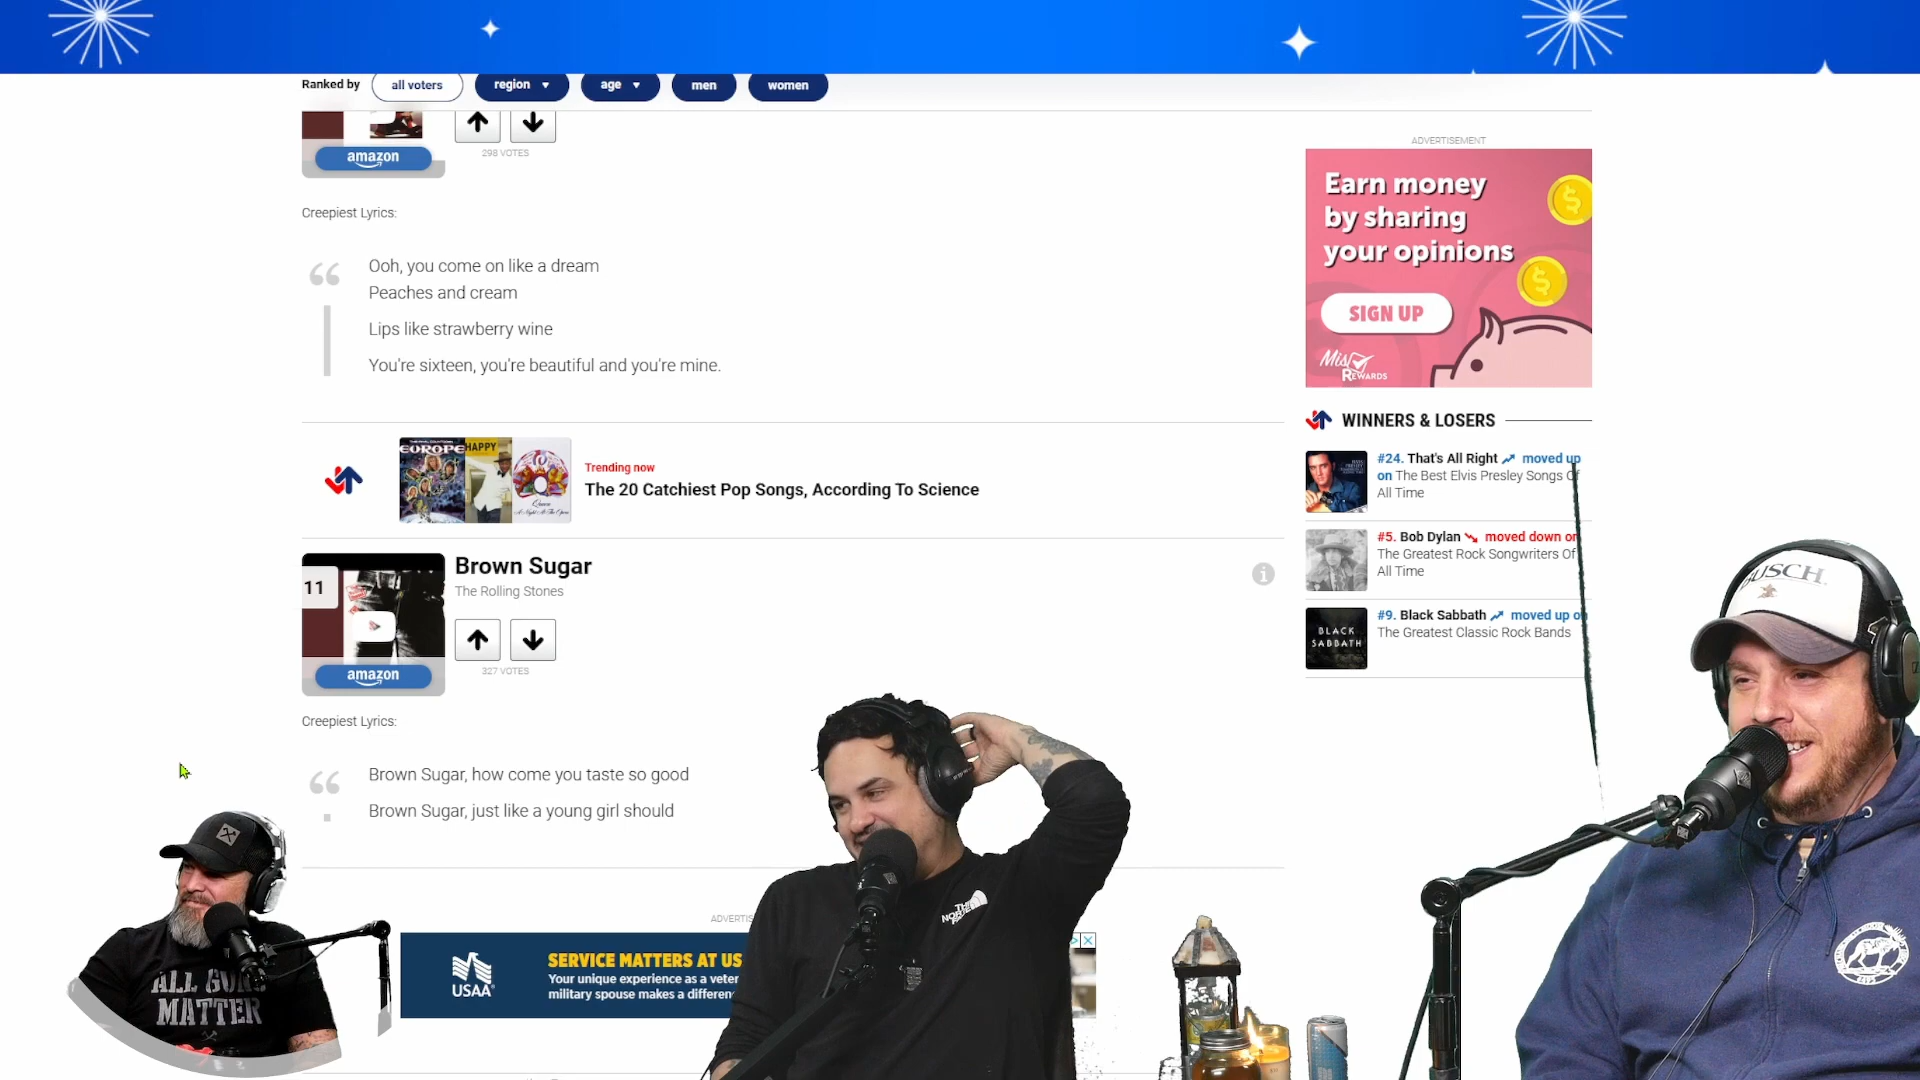 Ranked by
all voters
region
age
men
women
amazon
298 VOTES
Creepiest Lyrics:
Ooh, you come on like a dream
Peaches and cream
Lips like strawberry wine
You're sixteen, you're beautiful and you're mine.
EUROPE
HAPPY
Queen
Trending now
The 20 Catchiest Pop Songs, According To Science
11
Brown Sugar
The Rolling Stones
amazon
327 VOTES
Creepiest Lyrics:
Brown Sugar, how come you taste so good
Brown Sugar, just like a young girl should
ADVERTIS
USAA
SERVICE MATTERS AT US
Your unique experience as a veter
military spouse makes a differen
ADVERTISEMENT
Earn money
by sharing
your opinions
SIGN UP
REWARDS
WINNERS & LOSERS
#24. That's All Right moved up
on The Best Elvis Presley Songs Of
All Time
#5. Bob Dylan moved down on
The Greatest Rock Songwriters Of
All Time
BLACK
SABBATH
#9. Black Sabbath moved up on
The Greatest Classic Rock Bands
BUSCH
THE
NORTH
FACE
ALL GUNS
MATTER